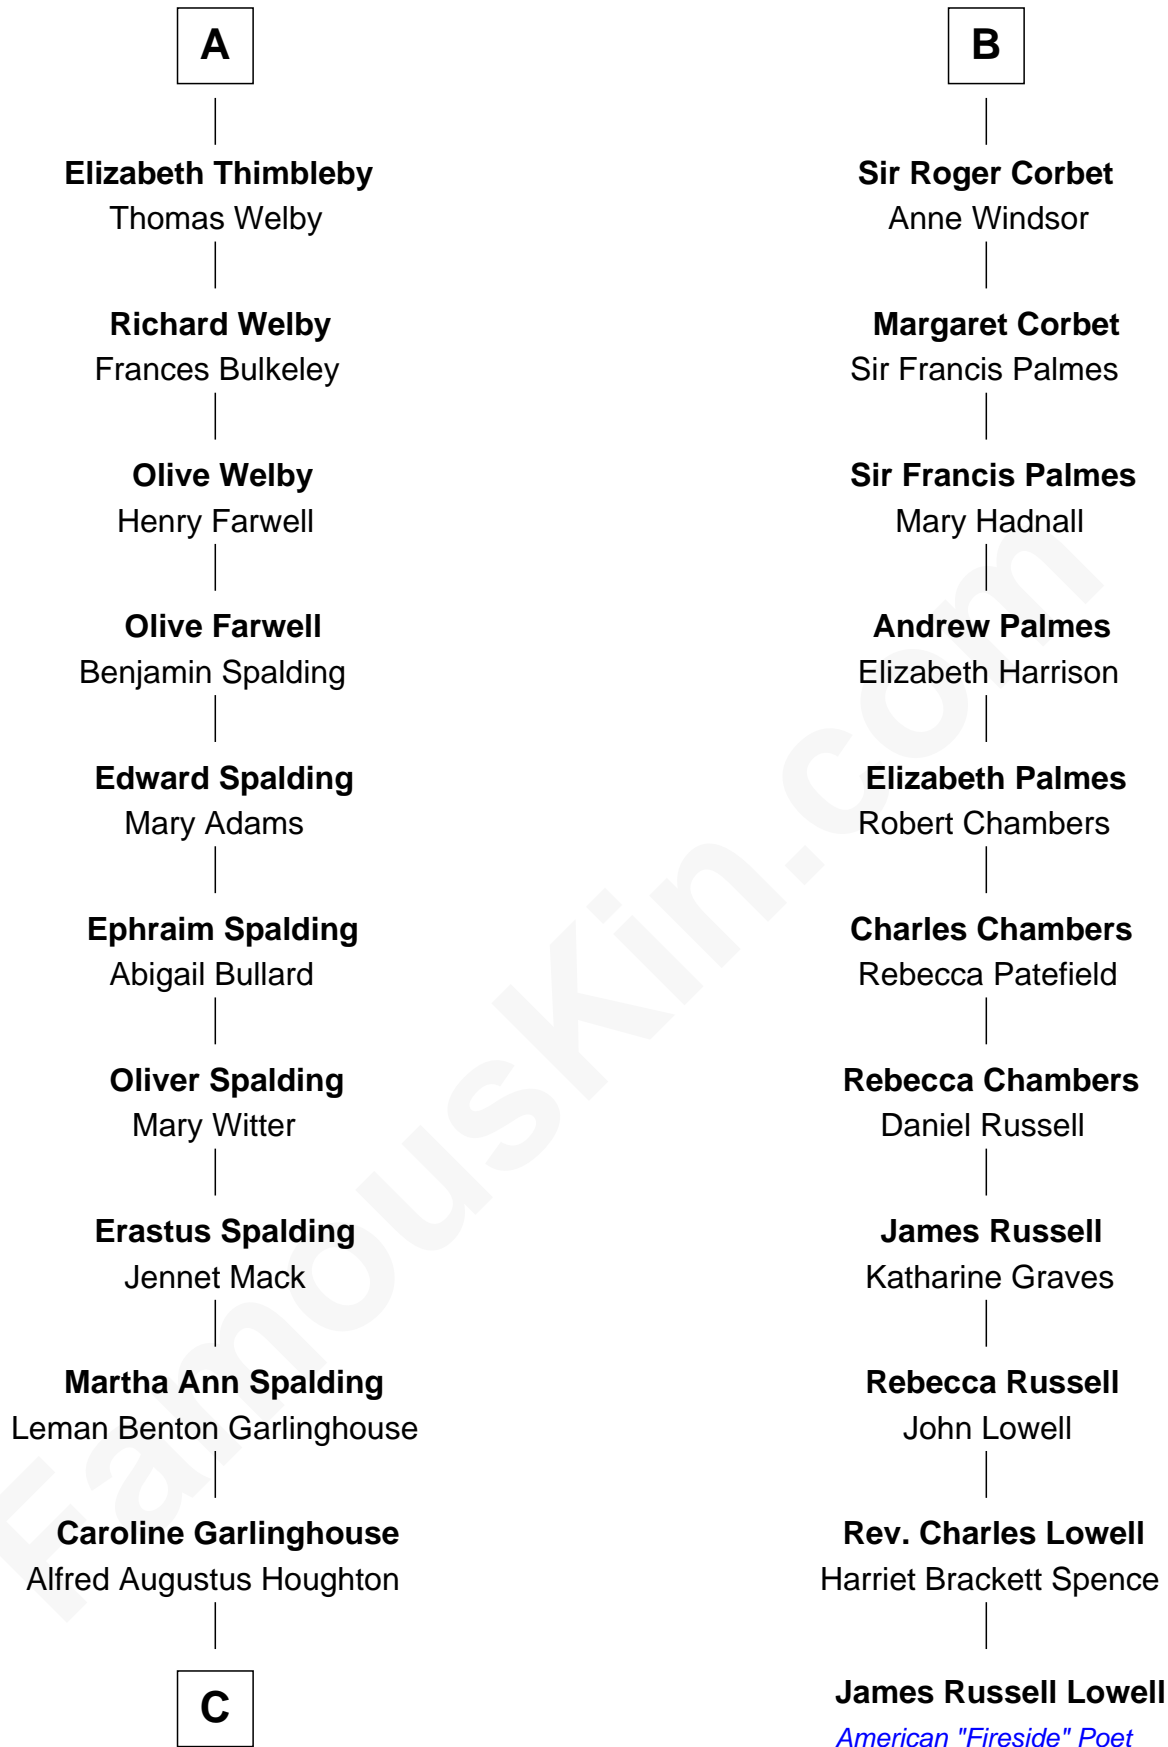 A
Elizabeth Thimbleby
Thomas Welby
Richard Welby
Frances Bulkeley
Olive Welby
Henry Farwell
Olive Farwell
Benjamin Spalding
Edward Spalding
Mary Adams
Ephraim Spalding
Abigail Bullard
Oliver Spalding
Mary Witter
Erastus Spalding
Jennet Mack
Martha Ann Spalding
Leman Benton Garlinghouse
Caroline Garlinghouse
Alfred Augustus Houghton
C
B
Sir Roger Corbet
Anne Windsor
Margaret Corbet
Sir Francis Palmes
Sir Francis Palmes
Mary Hadnall
Andrew Palmes
Elizabeth Harrison
Elizabeth Palmes
Robert Chambers
Charles Chambers
Rebecca Patefield
Rebecca Chambers
Daniel Russell
James Russell
Katharine Graves
Rebecca Russell
John Lowell
Rev. Charles Lowell
Harriet Brackett Spence
James Russell Lowell
American "Fireside" Poet
FamousKin.com